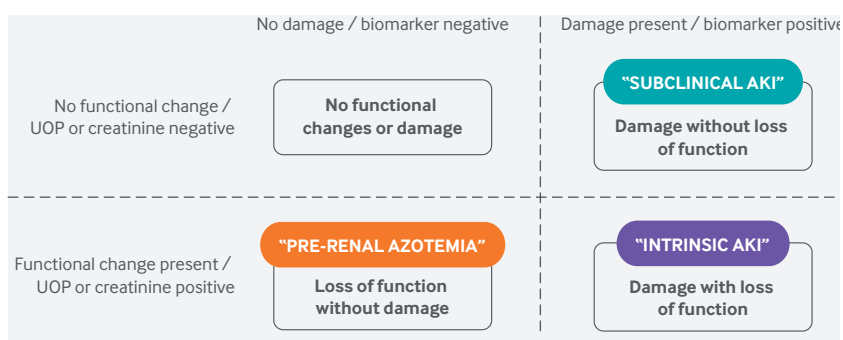 No damage / biomarker negative
Damage present / biomarker positive
No functional change /
UOP or creatinine negative
No functional
changes or damage
"SUBCLINICAL AKI"
Damage without loss
of function
Functional change present /
UOP or creatinine positive
"PRE-RENAL AZOTEMIA"
Loss of function
without damage
"INTRINSIC AKI"
Damage with loss
of function